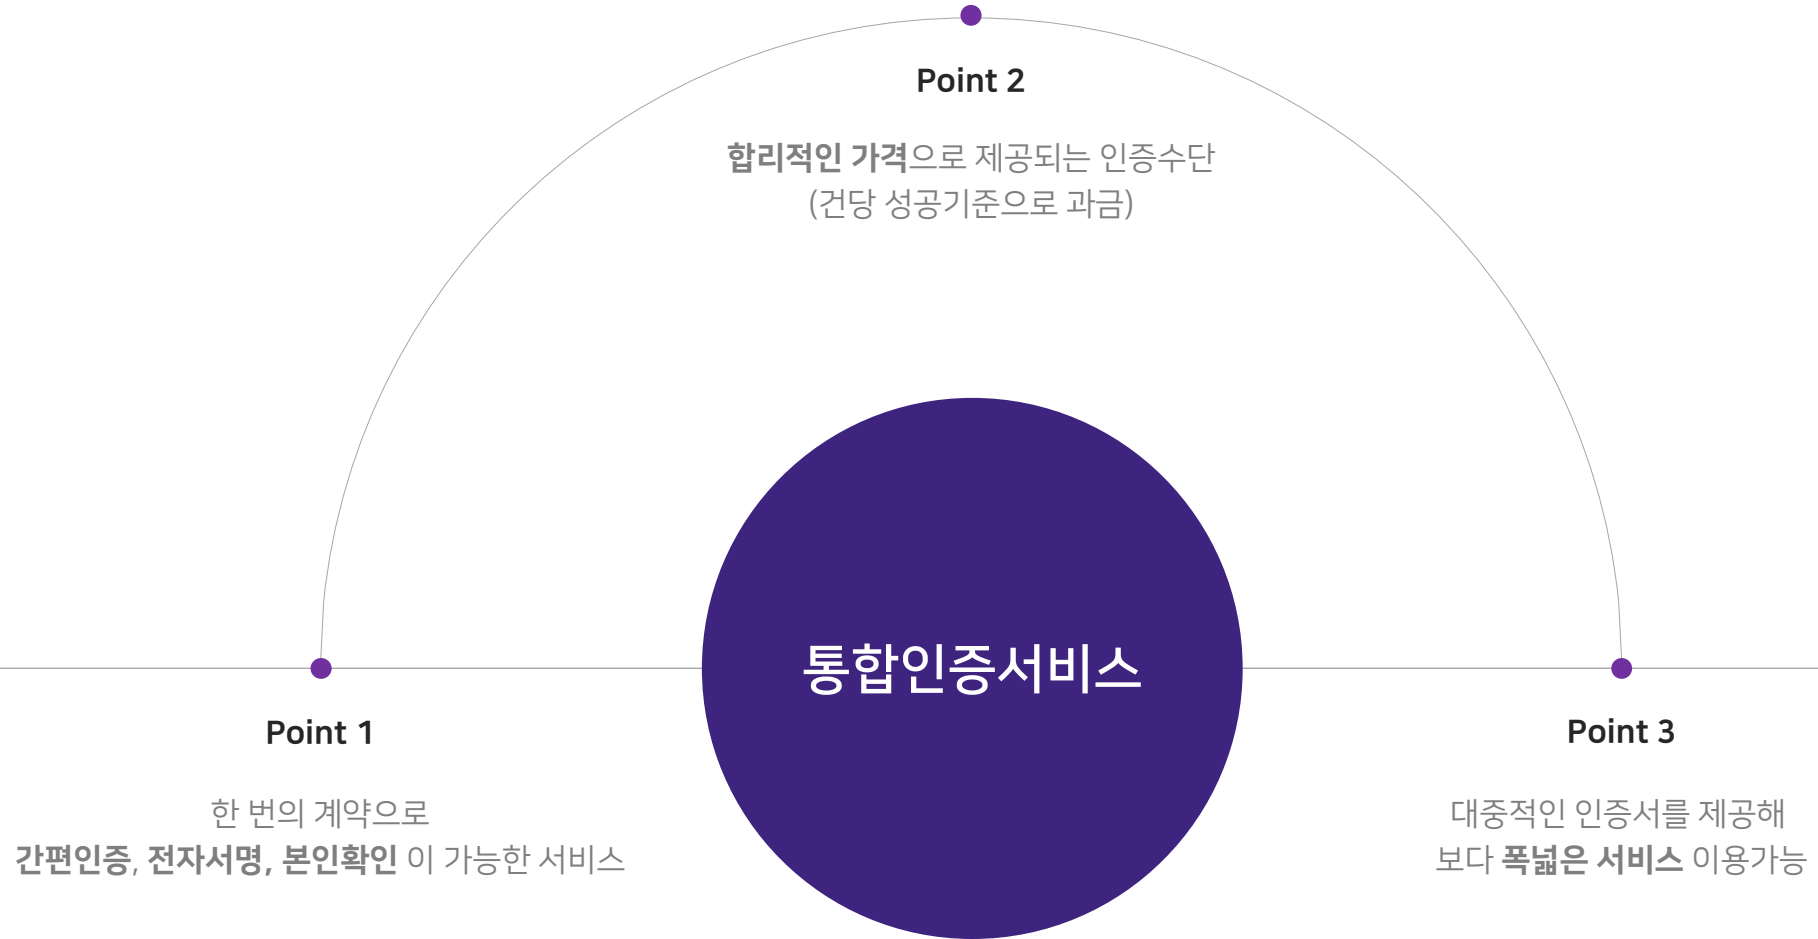 Point 2
합리적인 가격으로 제공되는 인증수단
(건당 성공기준으로 과금)
통합인증서비스
Point 1
한 번의 계약으로
간편인증, 전자서명, 본인확인 이 가능한 서비스
Point 3
대중적인 인증서를 제공해
보다 폭넓은 서비스 이용가능